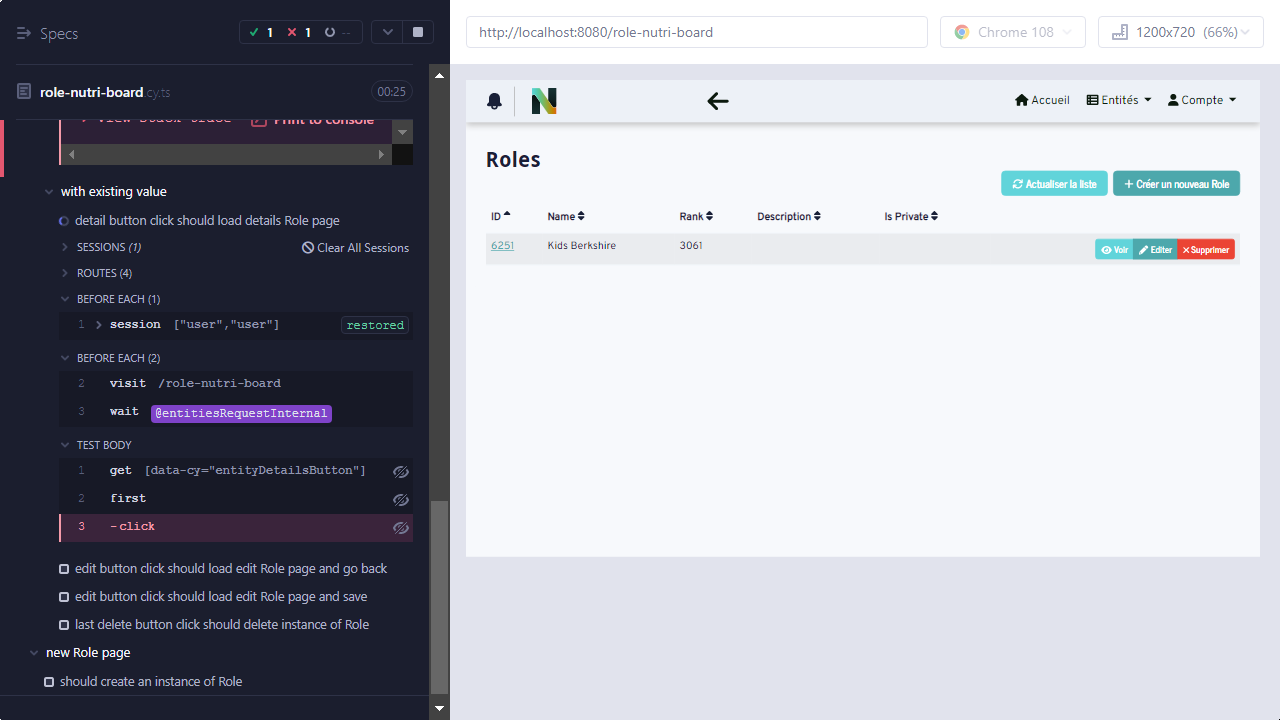 Specs
1
1
--
role-nutri-board.cy.ts
00:25
Print to console
with existing value
detail button click should load details Role page
SESSIONS (1)
Clear All Sessions
ROUTES (4)
BEFORE EACH (1)
1 session ["user","user"] restored
BEFORE EACH (2)
2 visit /role-nutri-board
3 wait @entitiesRequestInternal
TEST BODY
1 get [data-cy="entityDetailsButton"]
2 first
3 -click
edit button click should load edit Role page and go back
edit button click should load edit Role page and save
last delete button click should delete instance of Role
new Role page
should create an instance of Role
http://localhost:8080/role-nutri-board
Chrome 108
1200x720 (66%)
Accueil
Entités
Compte
Roles
Actualiser la liste
Créer un nouveau Role
ID Name Rank Description Is Private
6251 Kids Berkshire 3061
Voir Editer Supprimer